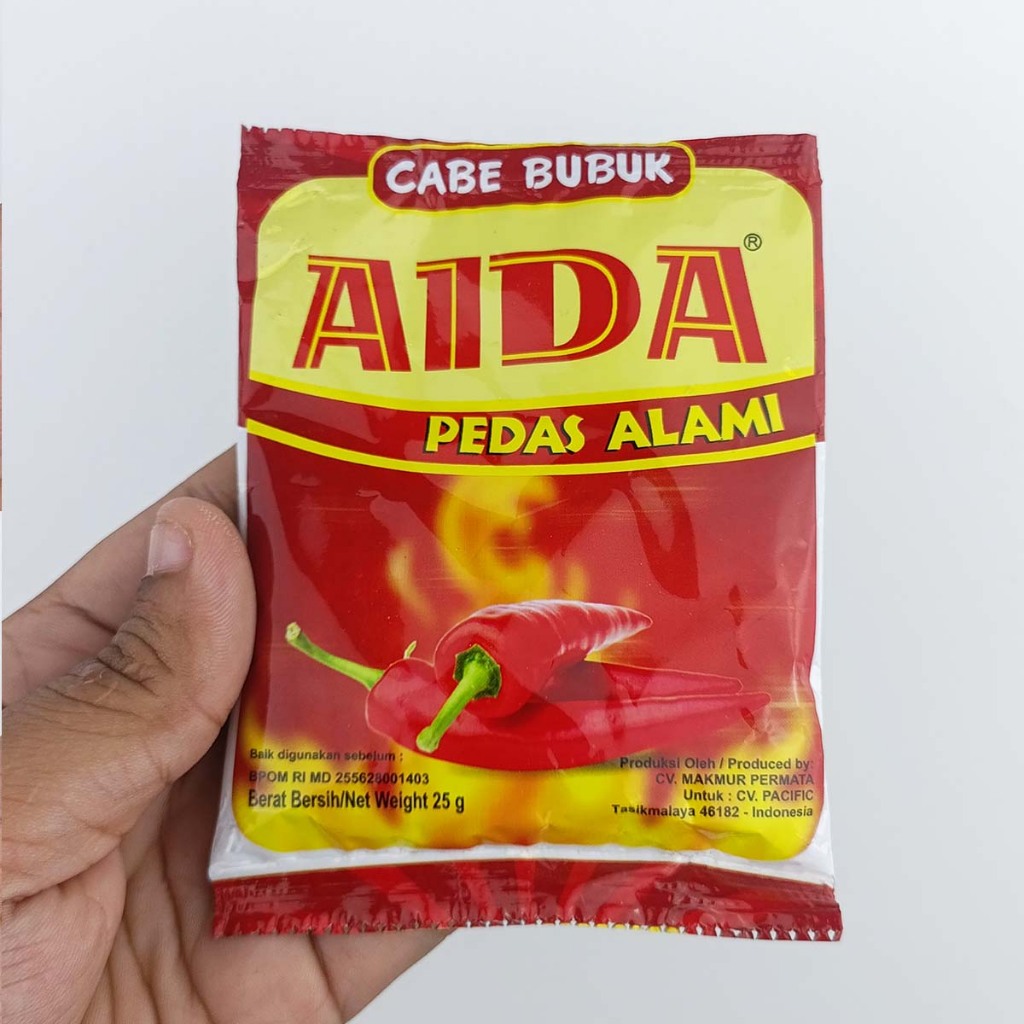 CABE BUBUK
AIDA®
PEDAS ALAMI
Baik digunakan sebelum :
BPOM RI MD 255628001403
Berat Bersih/Net Weight 25 g
Produksi Oleh / Produced by:
CV. MAKMUR PERMATA
Untuk : CV. PACIFIC
Tasikmalaya 46182 - Indonesia